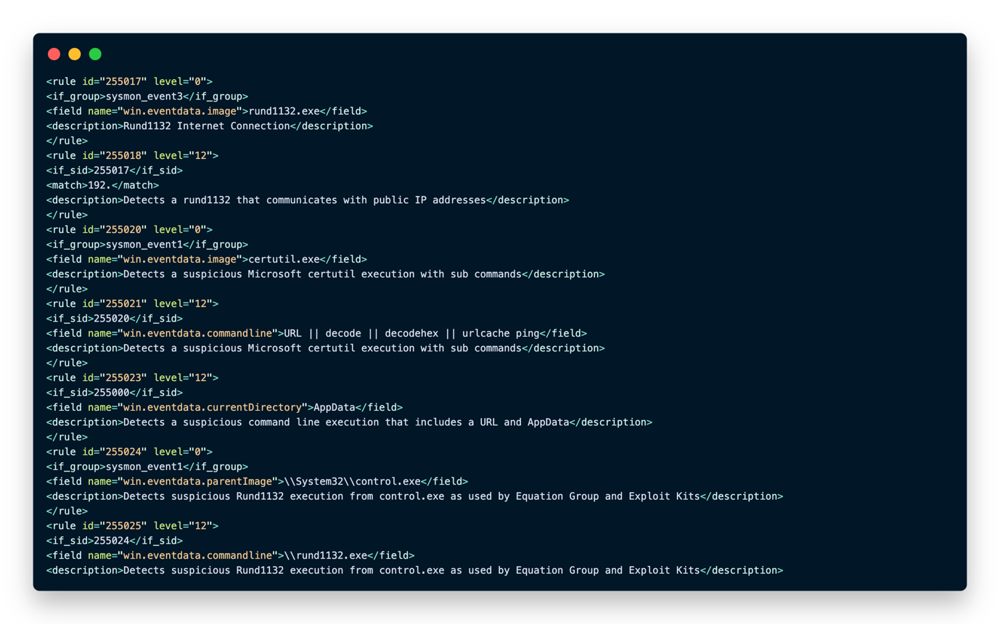 <rule id="255017" level="0">
<if_group>sysmon_event3</if_group>
<field name="win.eventdata.image">rund1132.exe</field>
<description>Rund1132 Internet Connection</description>
</rule>
<rule id="255018" level="12">
<if_sid>255017</if_sid>
<match>192.</match>
<description>Detects a rund1132 that communicates with public IP addresses</description>
</rule>
<rule id="255020" level="0">
<if_group>sysmon_event1</if_group>
<field name="win.eventdata.image">certutil.exe</field>
<description>Detects a suspicious Microsoft certutil execution with sub commands</description>
</rule>
<rule id="255021" level="12">
<if_sid>255020</if_sid>
<field name="win.eventdata.commandline">URL || decode || decodehex || urlcache ping</field>
<description>Detects a suspicious Microsoft certutil execution with sub commands</description>
</rule>
<rule id="255023" level="12">
<if_sid>255000</if_sid>
<field name="win.eventdata.currentDirectory">AppData</field>
<description>Detects a suspicious command line execution that includes a URL and AppData</description>
</rule>
<rule id="255024" level="0">
<if_group>sysmon_event1</if_group>
<field name="win.eventdata.parentImage">\\System32\\control.exe</field>
<description>Detects suspicious Rund1132 execution from control.exe as used by Equation Group and Exploit Kits</description>
</rule>
<rule id="255025" level="12">
<if_sid>255024</if_sid>
<field name="win.eventdata.commandline">\\rund1132.exe</field>
<description>Detects suspicious Rund1132 execution from control.exe as used by Equation Group and Exploit Kits</description>